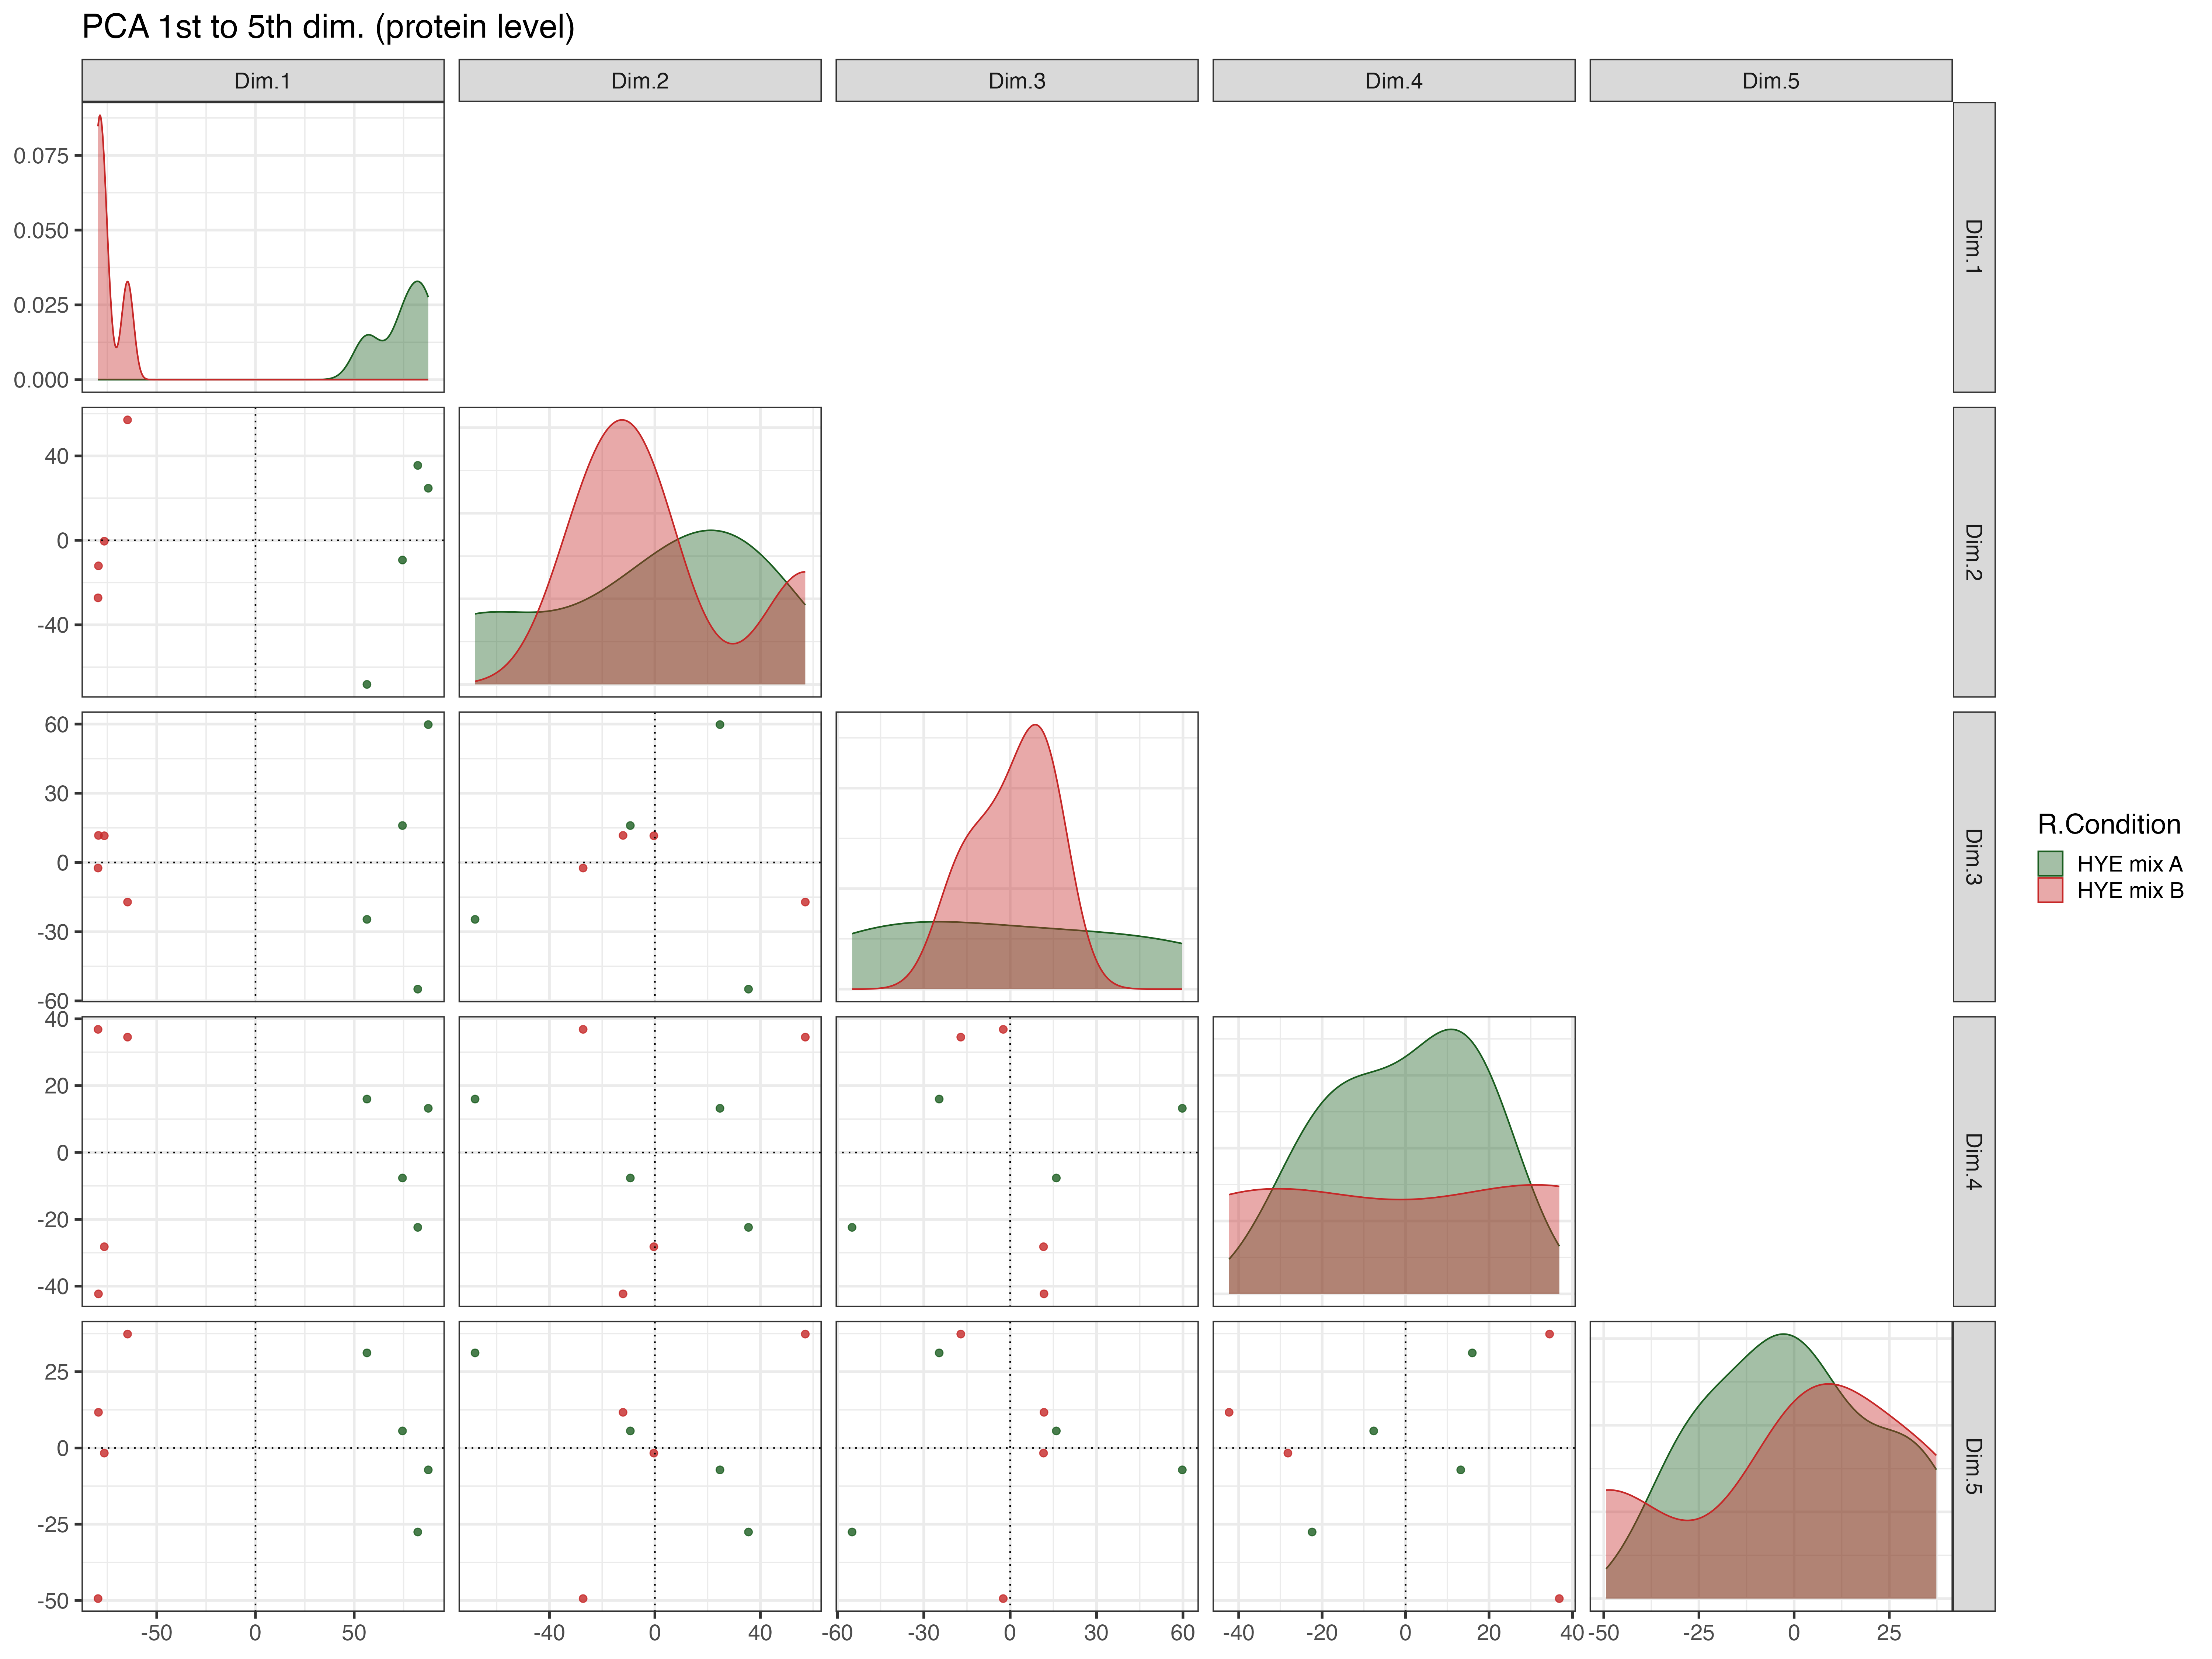 PCA 1st to 5th dim. (protein level)
Dim.1 Dim.2 Dim.3 Dim.4 Dim.5
0.075
0.050
0.025
0.000
Dim.1
40
0
-40
Dim.2
60
30
0
-30
-60
Dim.3
R.Condition
HYE mix A
HYE mix B
40
20
0
-20
-40
Dim.4
25
0
-25
-50
Dim.5
-50 0 50 -40 0 40 -60 -30 0 30 60 -40 -20 0 20 40 -50 -25 0 25